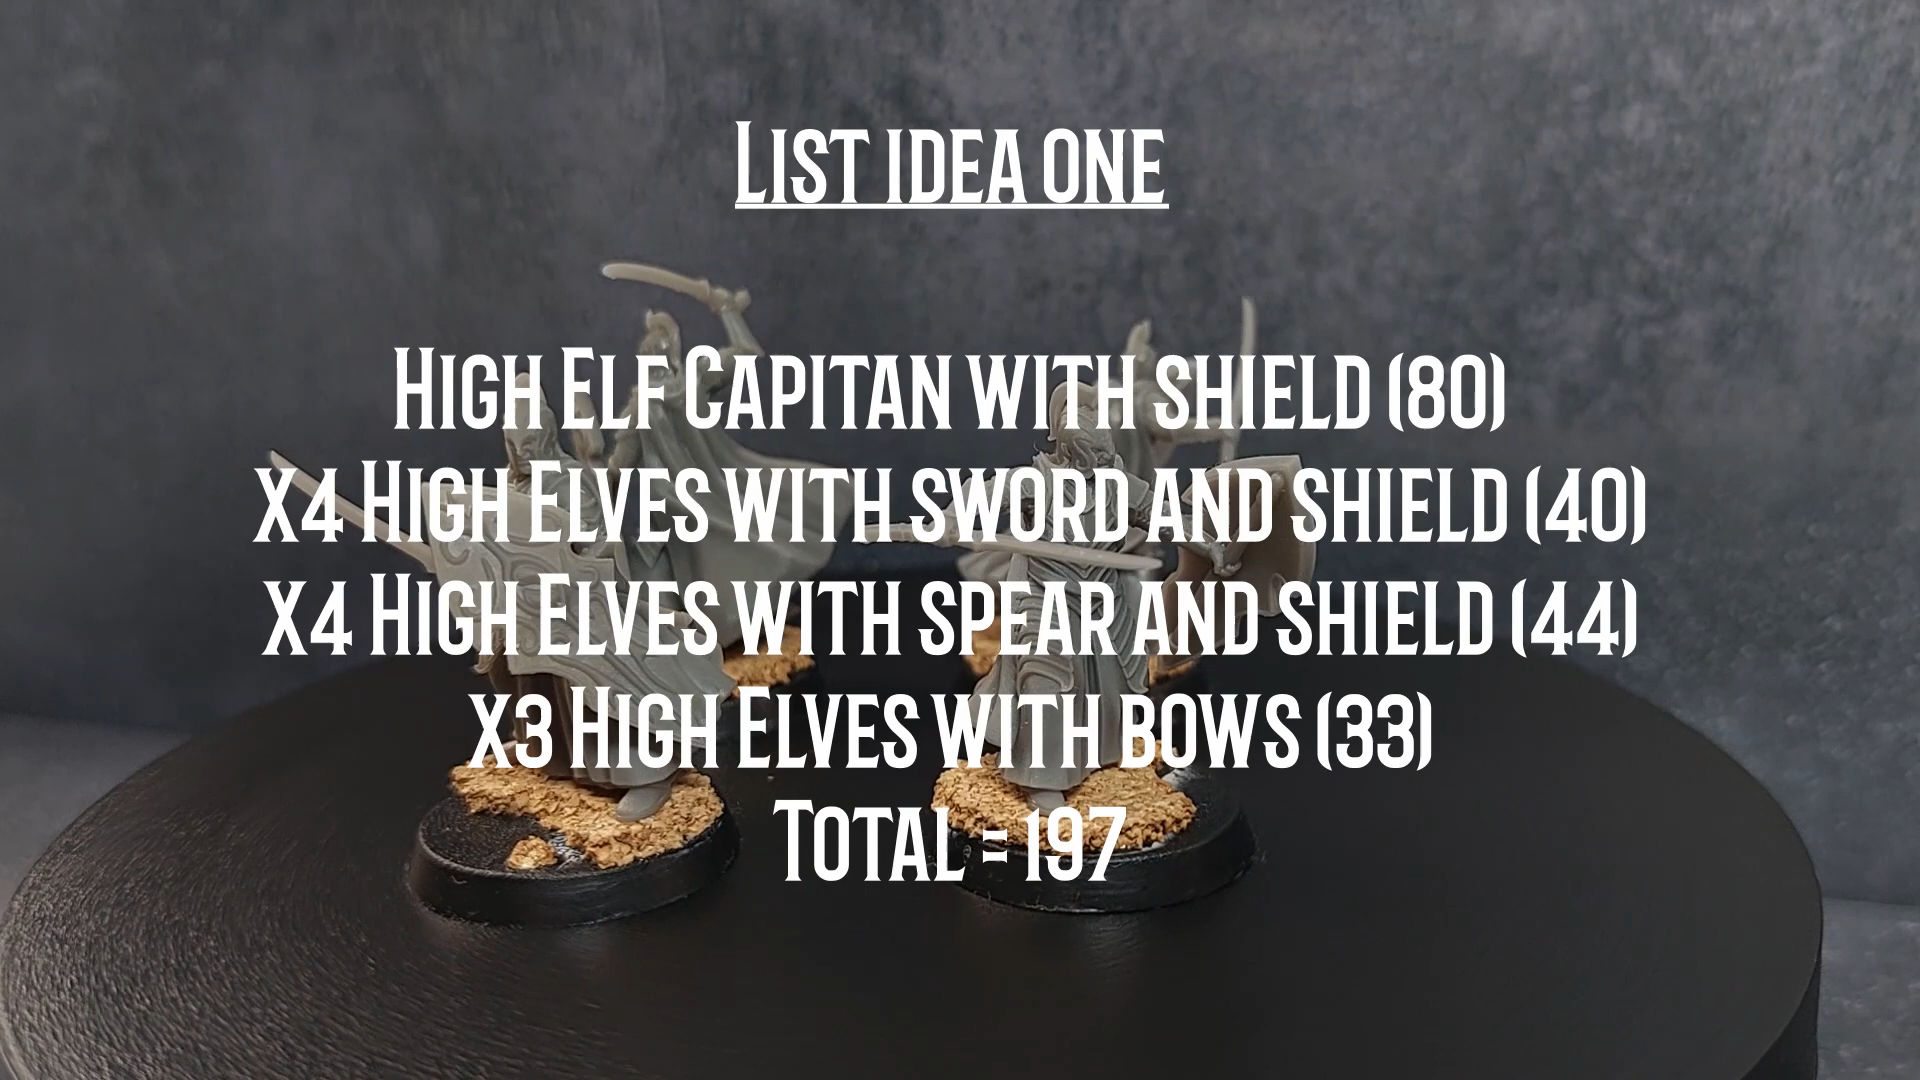 List idea one
High Elf Capitan with shield (80)
x4 High Elves with sword and shield (40)
x4 High Elves with spear and shield (44)
x3 High Elves with bows (33)
Total = 197